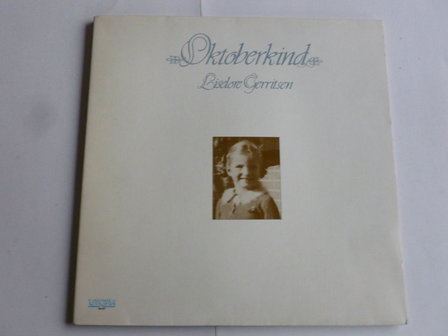 Oktoberkind
Liselore Gerritsen